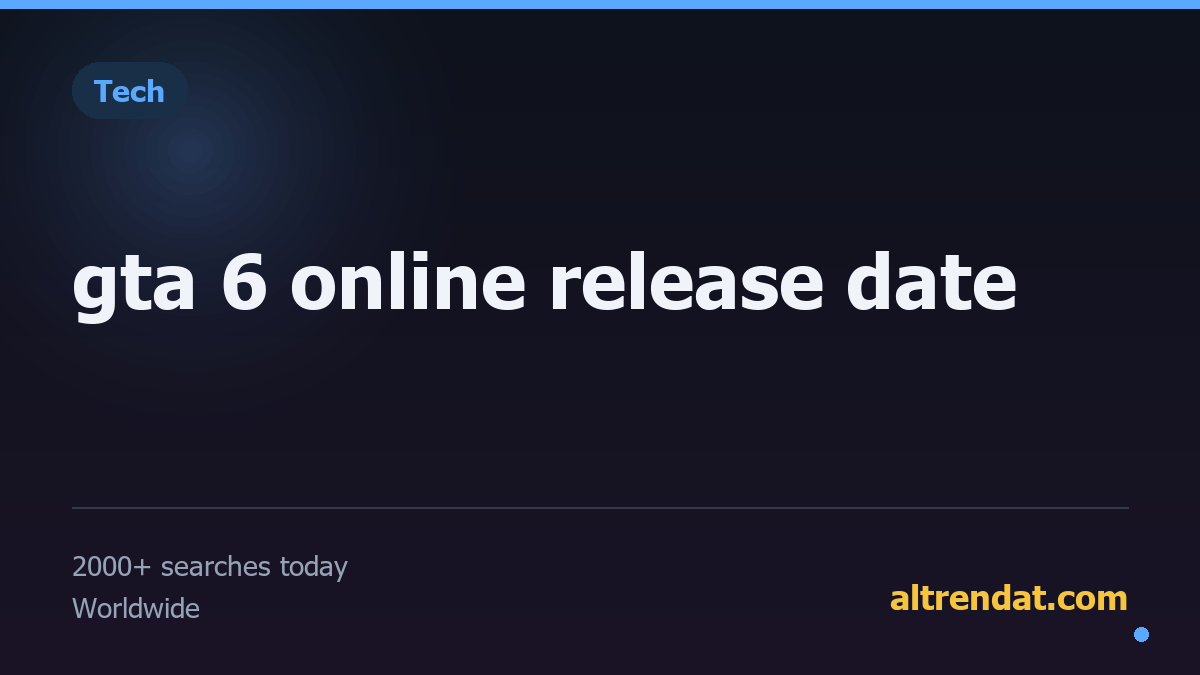 Tech
gta 6 online release date
2000+ searches today
Worldwide
altrendat.com